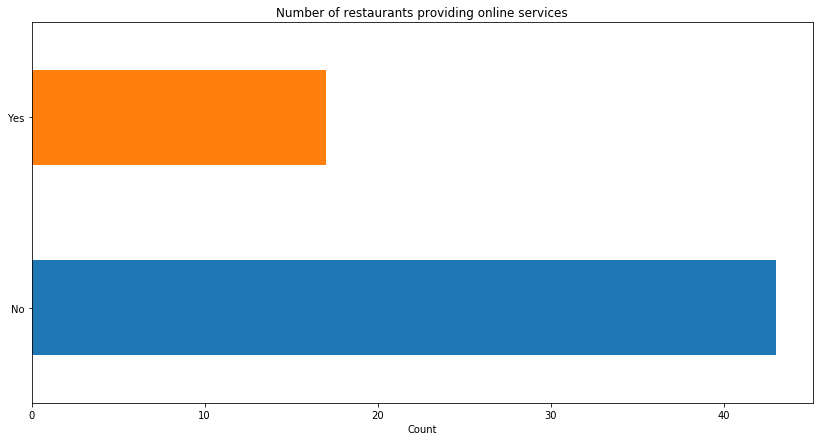 Number of restaurants providing online services
Yes
No
0 10 20 30 40
Count